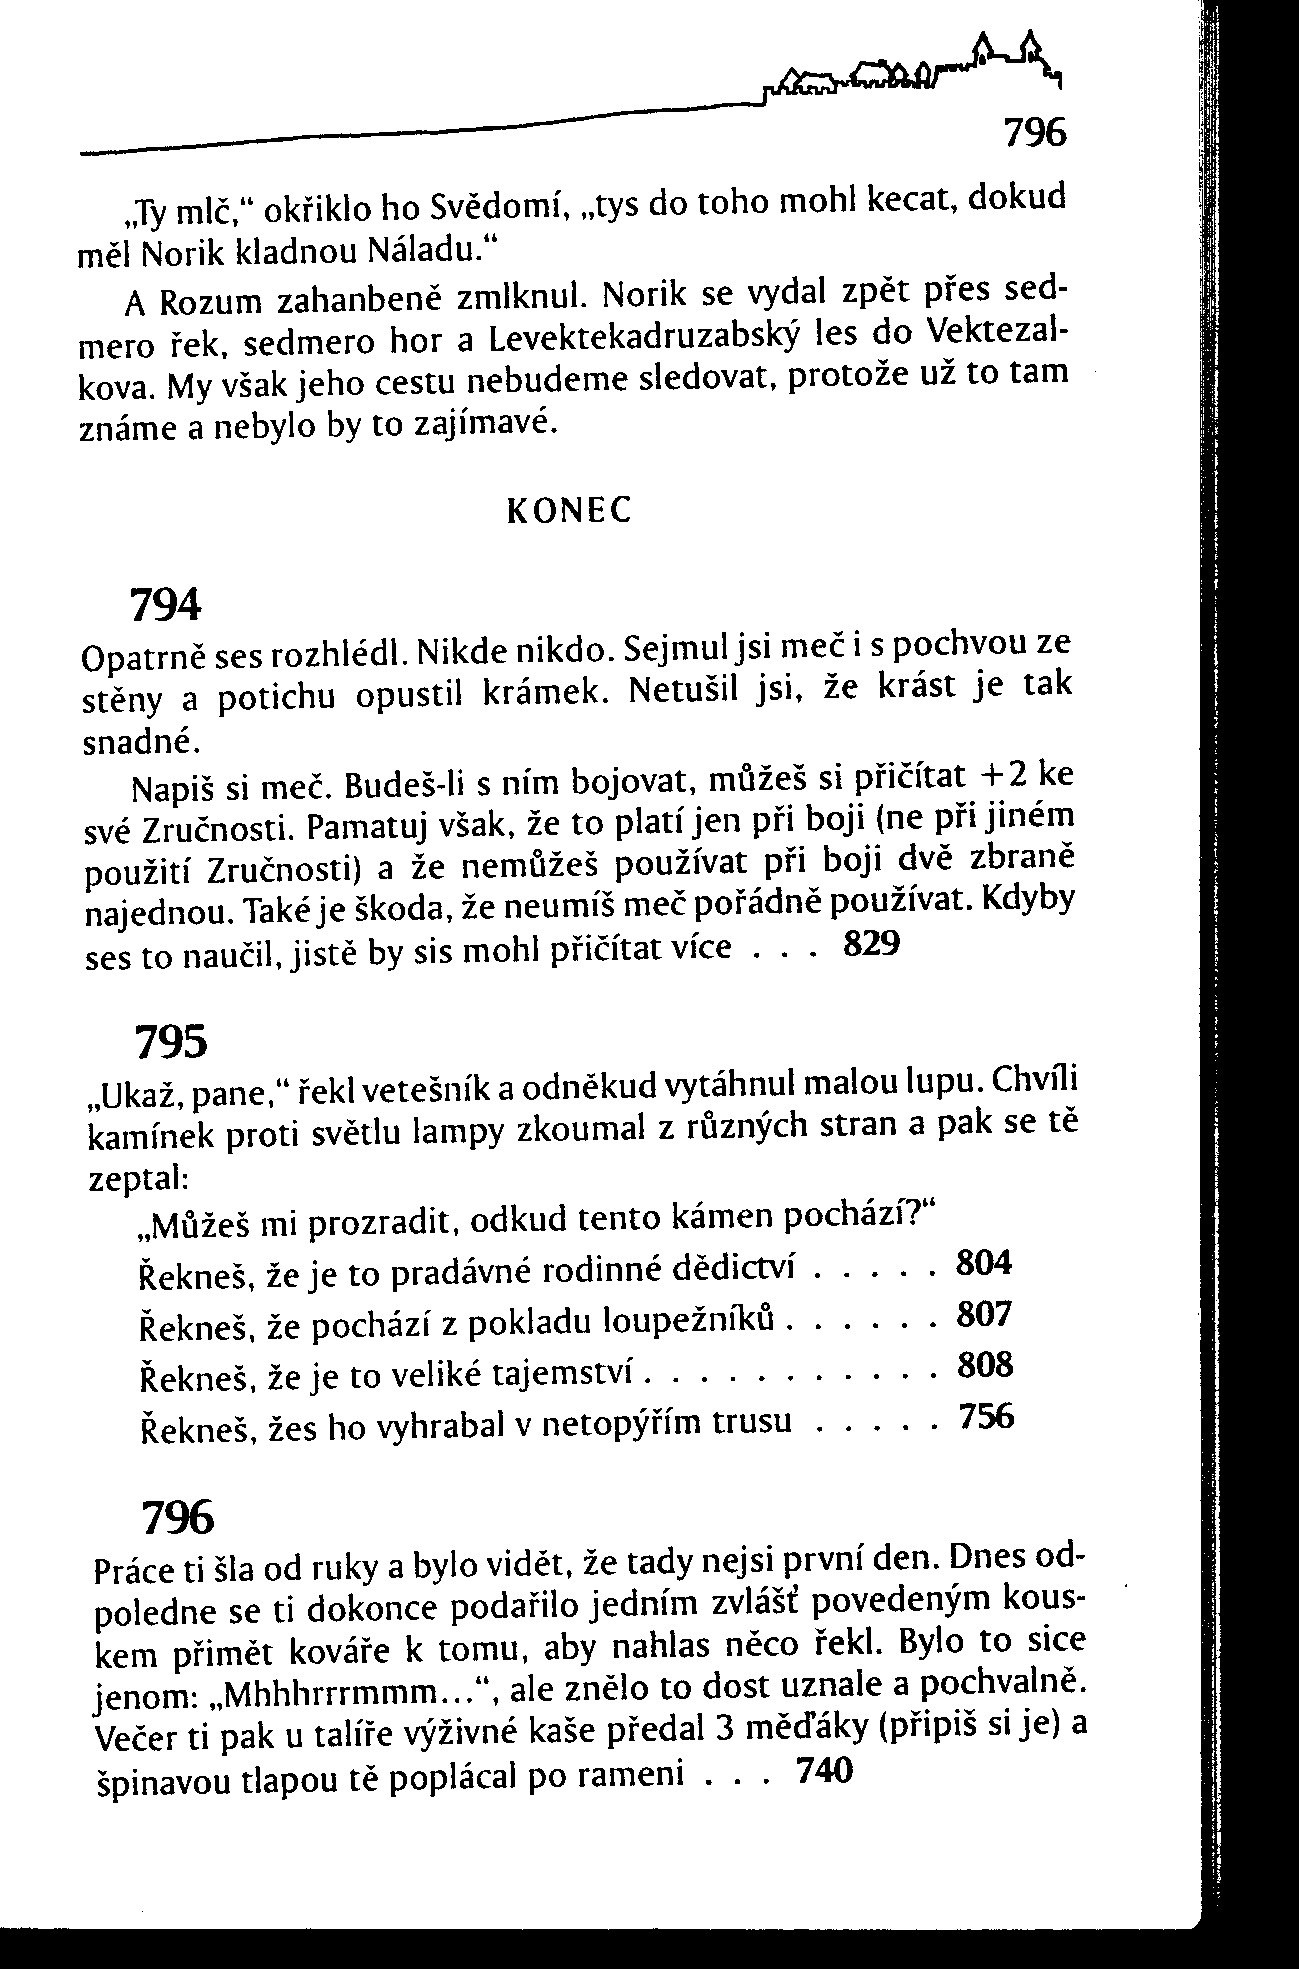 796
„Ty mlč,“ okřiklo ho Svědomí, „tys do toho mohl kecat, dokud
měl Norik kladnou Náladu.“
A Rozum zahanbeně zmlknul. Norik se vydal zpět přes sed-
mero řek, sedmero hor a Levektekadruzabský les do Vektezal-
kova. My však jeho cestu nebudeme sledovat, protože už to tam
známe a nebylo by to zajímavé.
KONEC
794
Opatrně ses rozhlédl. Nikde nikdo. Sejmul jsi meč i s pochvou ze
stěny a potichu opustil krámek. Netušil jsi, že krást je tak
snadné.
Napiš si meč. Budeš-li s ním bojovat, můžeš si přičítat +2 ke
své Zručnosti. Pamatuj však, že to platí jen při boji (ne při jiném
použití Zručnosti) a že nemůžeš používat při boji dvě zbraně
najednou. Také je škoda, že neumíš meč pořádně používat. Kdyby
ses to naučil, jistě by sis mohl přičítat více . . . 829
795
„Ukaž, pane,“ řekl vetešník a odněkud vytáhnul malou lupu. Chvíli
kamínek proti světlu lampy zkoumal z různých stran a pak se tě
zeptal:
„Můžeš mi prozradit, odkud tento kámen pochází?“
Řekneš, že je to pradávné rodinné dědictví . . . . . 804
Řekneš, že pochází z pokladu loupežníků . . . . . . 807
Řekneš, že je to veliké tajemství . . . . . . . . . . . 808
Řekneš, žes ho vyhrabal v netopýřím trusu . . . . . 756
796
Práce ti šla od ruky a bylo vidět, že tady nejsi první den. Dnes od-
poledne se ti dokonce podařilo jedním zvlášť povedeným kous-
kem přimět kováře k tomu, aby nahlas něco řekl. Bylo to sice
jenom: „Mhhhrrrmmm...“, ale znělo to dost uznale a pochvalně.
Večer ti pak u talíře výživné kaše předal 3 měďáky (připiš si je) a
špinavou tlapou tě poplácal po rameni . . . 740